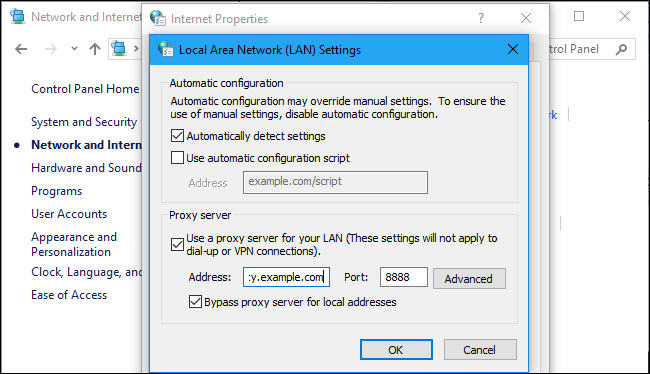 Network and Internet
Internet Properties
?
Local Area Network (LAN) Settings
Control Panel Home
System and Security
Network and Intern
Hardware and Sound
Programs
User Accounts
Appearance and
Personalization
Clock, Language, and
Ease of Access
Automatic configuration
Automatic configuration may override manual settings. To ensure the
use of manual settings, disable automatic configuration.
Automatically detect settings
Use automatic configuration script
Address
example.com/script
Proxy server
Use a proxy server for your LAN (These settings will not apply to
dial-up or VPN connections).
Address:
:y.example.com
Port:
8888
Advanced
Bypass proxy server for local addresses
OK
Cancel
trol Panel
rk